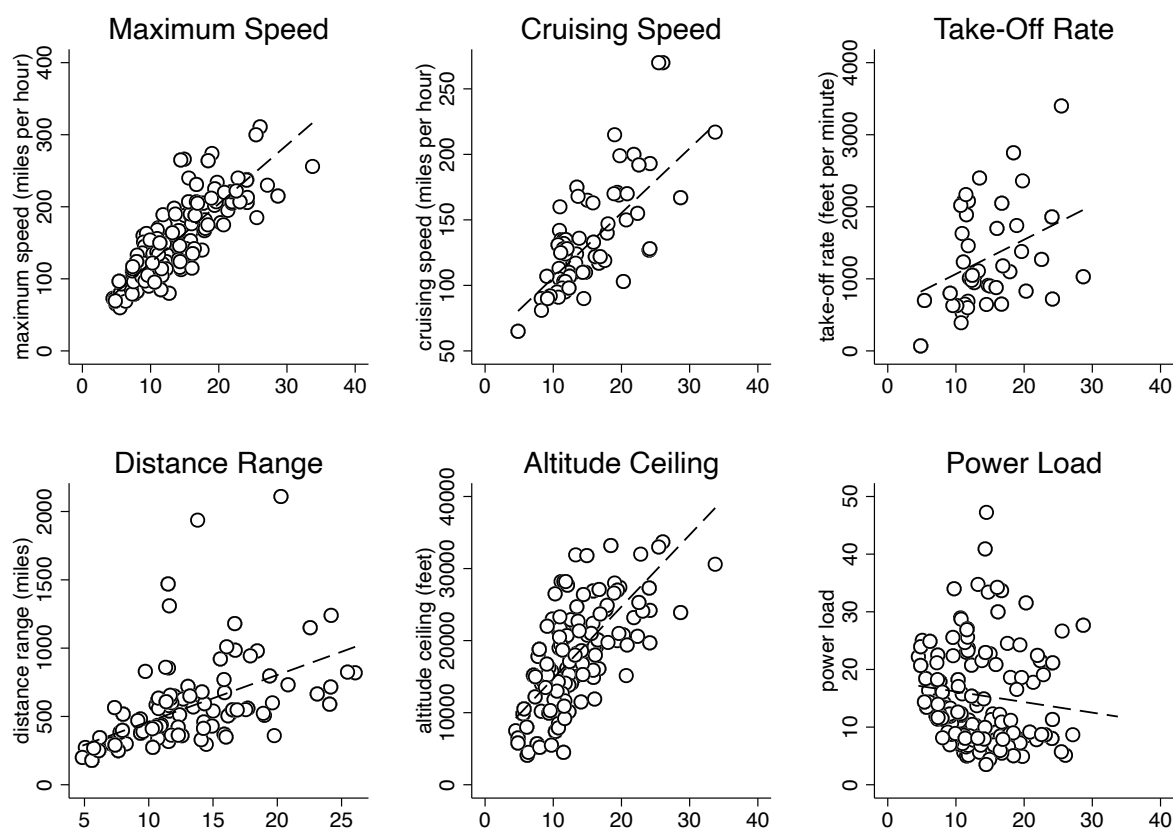 Maximum Speed
maximum speed (miles per hour)
0 100 200 300 400
0 10 20 30 40
Cruising Speed
cruising speed (miles per hour)
50 100 150 200 250
0 10 20 30 40
Take-Off Rate
take-off rate (feet per minute)
0 1000 2000 3000 4000
0 10 20 30 40
Distance Range
distance range (miles)
0 500 1000 1500 2000
5 10 15 20 25
Altitude Ceiling
altitude ceiling (feet)
0 10000 20000 30000 40000
0 10 20 30 40
Power Load
power load
0 10 20 30 40 50
0 10 20 30 40